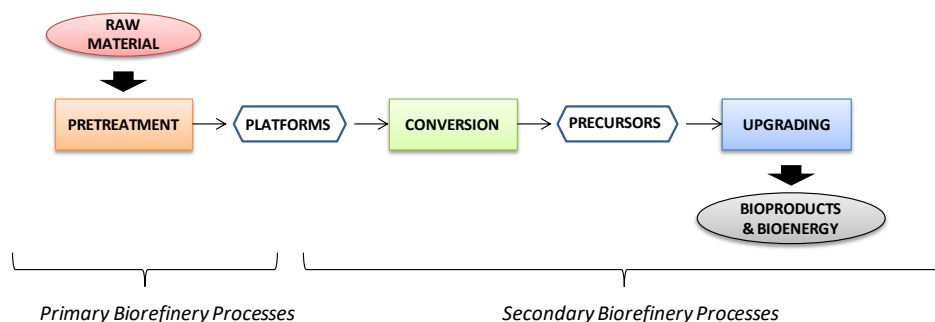 RAW
MATERIAL
PRETREATMENT
PLATFORMS
CONVERSION
PRECURSORS
UPGRADING
BIOPRODUCTS
& BIOENERGY
Primary Biorefinery Processes
Secondary Biorefinery Processes